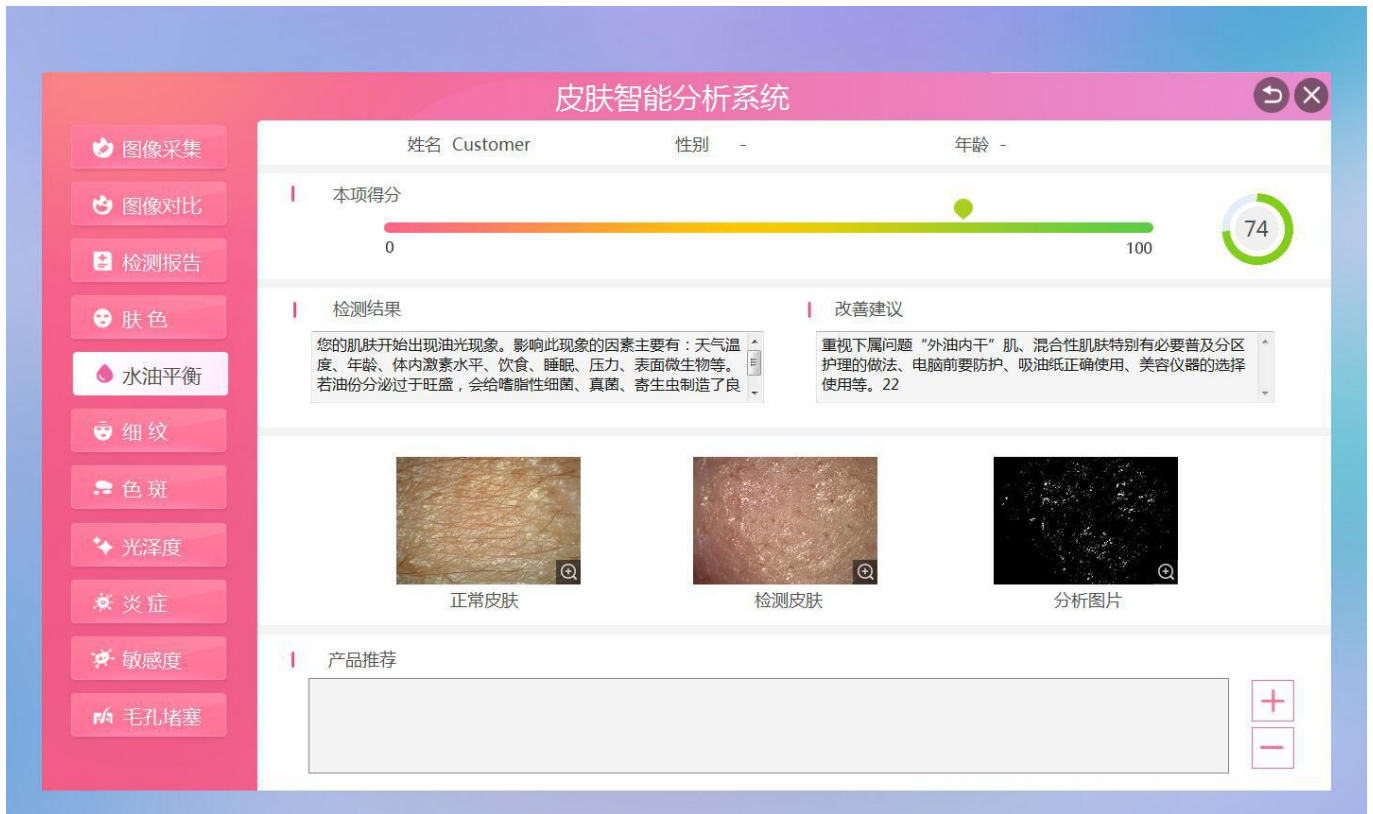 皮肤智能分析系统
图像采集
图像对比
检测报告
肤色
水油平衡
细纹
色斑
光泽度
炎症
敏感度
毛孔堵塞
姓名 Customer 性别 - 年龄 -
本项得分
0 100
74
检测结果
您的肌肤开始出现油光现象。影响此现象的因素主要有：天气温
度、年龄、体内激素水平、饮食、睡眠、压力、表面微生物等。
若油份分泌过于旺盛，会给嗜脂性细菌、真菌、寄生虫制造了良
改善建议
重视下属问题“外油内干”肌、混合性肌肤特别有必要普及分区
护理的做法、电脑前要防护、吸油纸正确使用、美容仪器的选择
使用等。22
正常皮肤
检测皮肤
分析图片
产品推荐